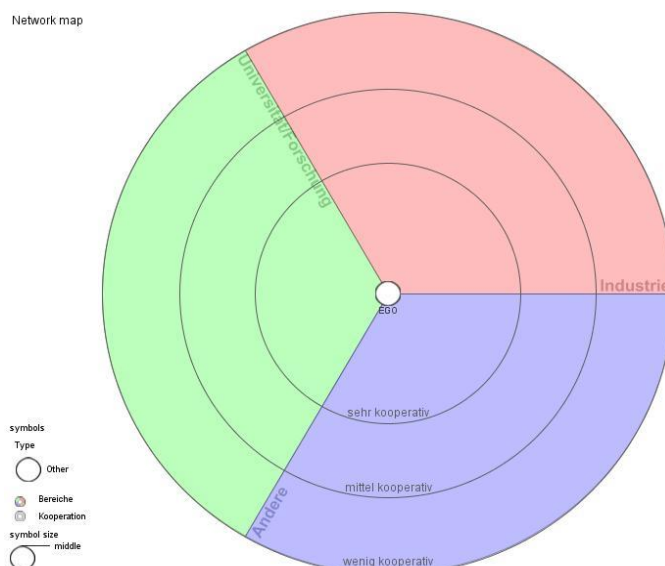 Network map
Universität/Forschung
Industrie
EGO
sehr kooperativ
mittel kooperativ
Andere
wenig kooperativ
symbols
Type
Other
Bereiche
Kooperation
symbol size
middle